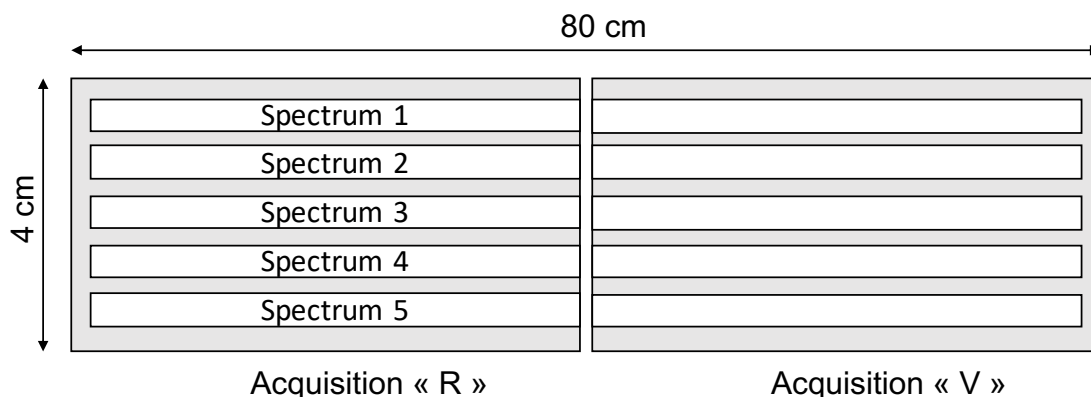 80 cm
4 cm
Spectrum 1
Spectrum 2
Spectrum 3
Spectrum 4
Spectrum 5
Acquisition « R »
Acquisition « V »